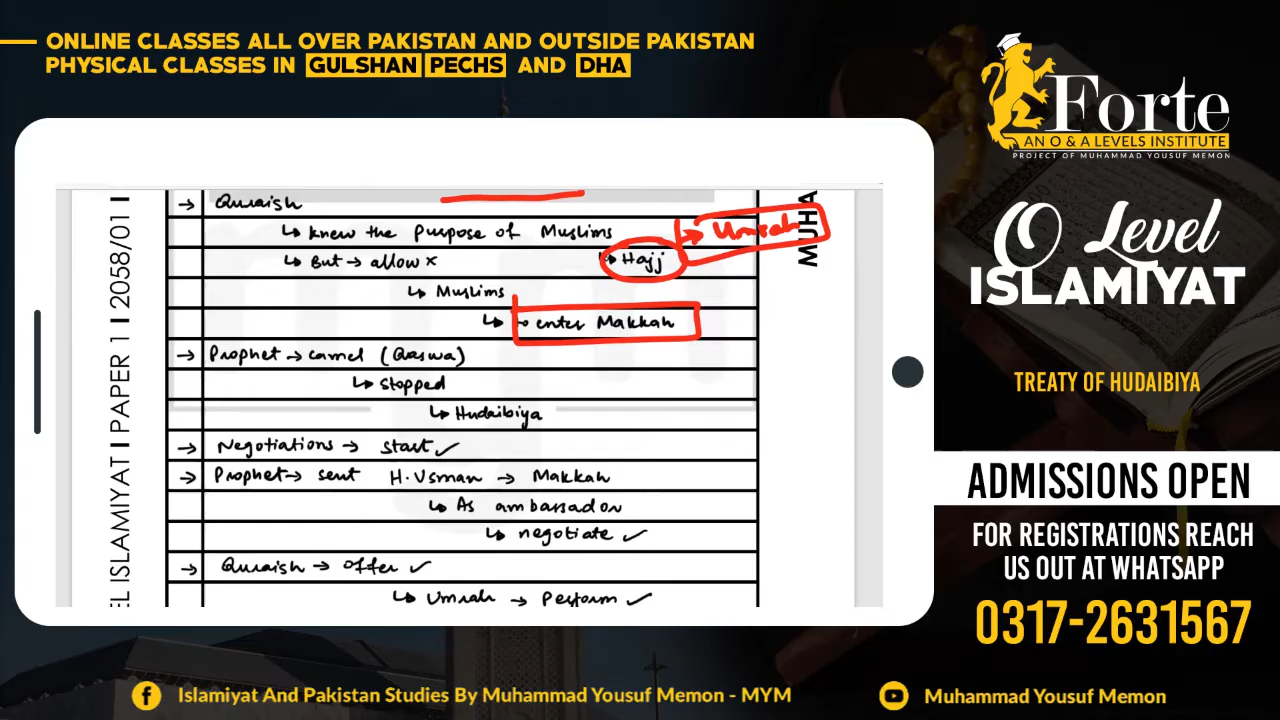 ONLINE CLASSES ALL OVER PAKISTAN AND OUTSIDE PAKISTAN
PHYSICAL CLASSES IN GULSHAN PECHS AND DHA
Forte
AN O & A LEVELS INSTITUTE
PROJECT OF MUHAMMAD YOUSUF MEMON
→ Quraish
↳ knew the purpose of Muslims
↳ Umrah
↳ But → allow ×
↳ Hajj
↳ Muslims
↳ enter Makkah
→ Prophet → camel (Qaswa)
↳ stopped
↳ Hudaibiya
→ Negotiations → start ✓
→ Prophet → sent H. Usman → Makkah
↳ As ambassador
↳ negotiate ✓
→ Quraish → offer ✓
↳ Umrah → perform ✓
EL ISLAMIYAT I PAPER 1 I 2058/01 I
MUHA
O Level
ISLAMIYAT
TREATY OF HUDAIBIYA
ADMISSIONS OPEN
FOR REGISTRATIONS REACH
US OUT AT WHATSAPP
0317-2631567
Islamiyat And Pakistan Studies By Muhammad Yousuf Memon - MYM
Muhammad Yousuf Memon